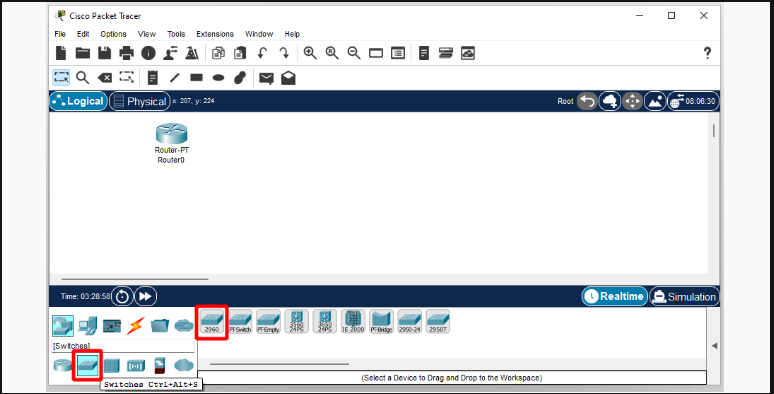 Cisco Packet Tracer
File Edit Options View Tools Extensions Window Help
Logical Physical x: 207, y: 224 Root 08:06:30
Router-PT
Router0
Time: 03:28:58 Realtime Simulation
2960 PT-Switch PT-Empty 3560 24PS IE 2000 PT-Bridge 2950-24 2950T
[Switches]
Switches Ctrl+Alt+S
(Select a Device to Drag and Drop to the Workspace)